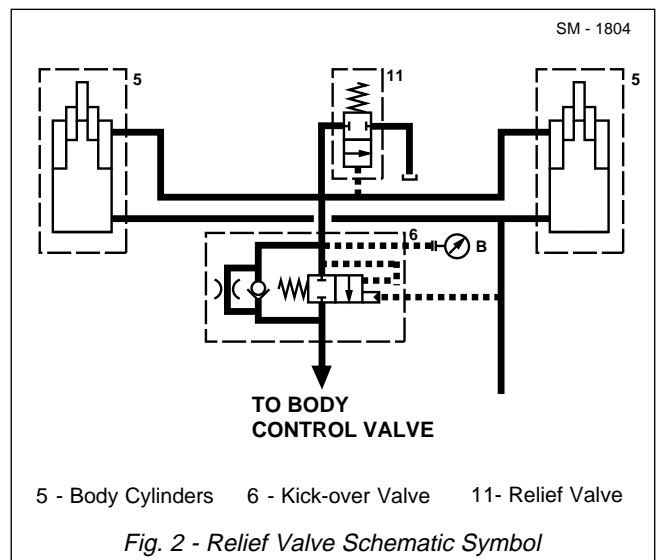 SM - 1804
5
11
5
6
B
TO BODY
CONTROL VALVE
5 - Body Cylinders 6 - Kick-over Valve 11- Relief Valve
Fig. 2 - Relief Valve Schematic Symbol